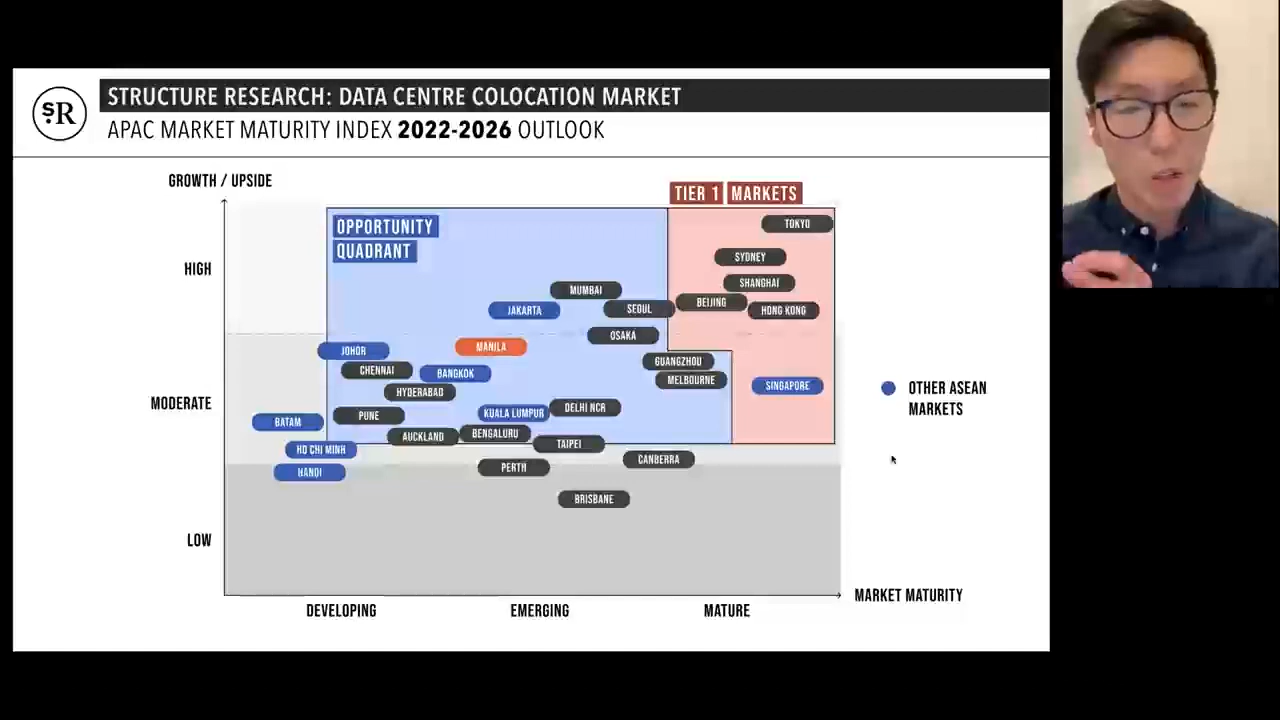 sR
STRUCTURE RESEARCH: DATA CENTRE COLOCATION MARKET
APAC MARKET MATURITY INDEX 2022-2026 OUTLOOK
GROWTH / UPSIDE
TIER 1 MARKETS
OPPORTUNITY
QUADRANT
TOKYO
SYDNEY
HIGH
SHANGHAI
MUMBAI
BEIJING
JAKARTA
SEOUL
HONG KONG
OSAKA
MANILA
JOHOR
GUANGZHOU
CHENNAI
BANGKOK
MELBOURNE
SINGAPORE
OTHER ASEAN
MARKETS
HYDERABAD
MODERATE
DELHI NCR
KUALA LUMPUR
PUNE
BATAM
BENGALURU
AUCKLAND
TAIPEI
HO CHI MINH
CANBERRA
PERTH
HANOI
BRISBANE
LOW
MARKET MATURITY
DEVELOPING
EMERGING
MATURE